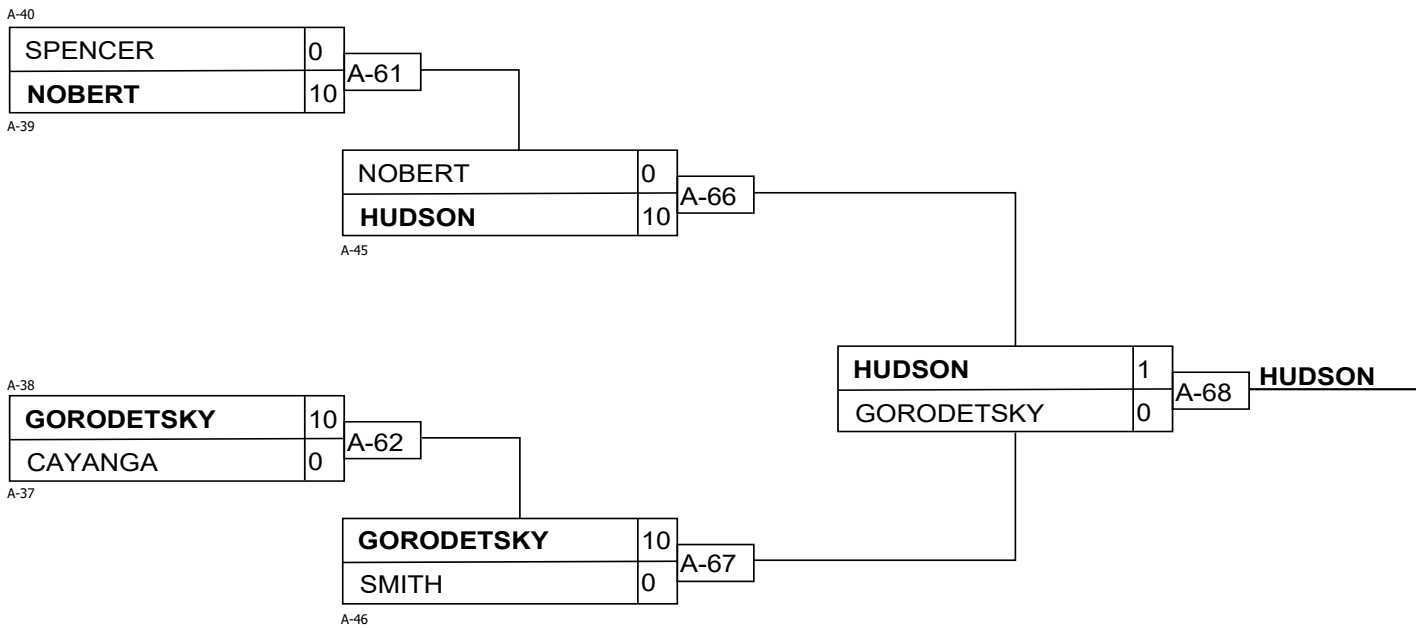 A-40
SPENCER 0
A-61
NOBERT 10
A-39
NOBERT 0
A-66
HUDSON 10
A-45
HUDSON 1
A-68
HUDSON
GORODETSKY 0
A-38
GORODETSKY 10
A-62
CAYANGA 0
A-37
GORODETSKY 10
A-67
SMITH 0
A-46